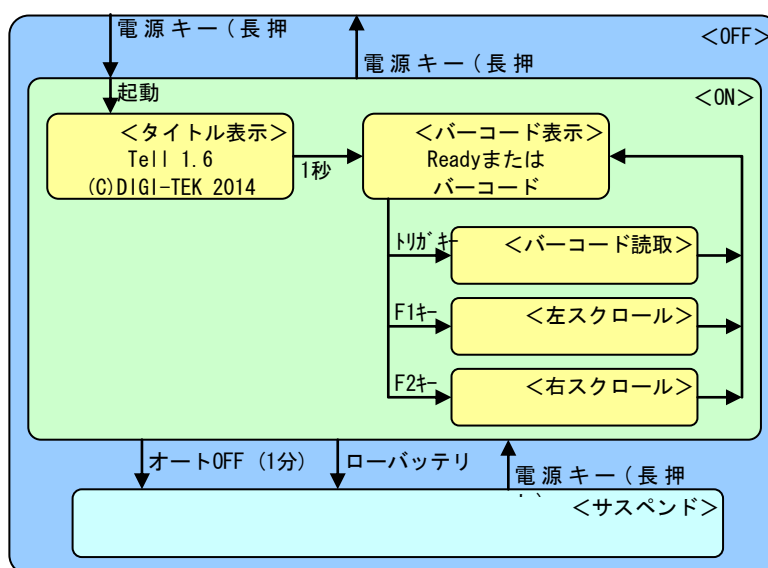 電源キー(長押
<OFF>
電源キー(長押
起動
<ON>
<タイトル表示>
Tell 1.6
(C)DIGI-TEK 2014
1秒
<バーコード表示>
Readyまたは
バーコード
ﾄﾘｶﾞｷｰ
<バーコード読取>
F1ｷｰ
<左スクロール>
F2ｷｰ
<右スクロール>
オートOFF (1分)
ローバッテリ
電源キー(長押
<サスペンド>